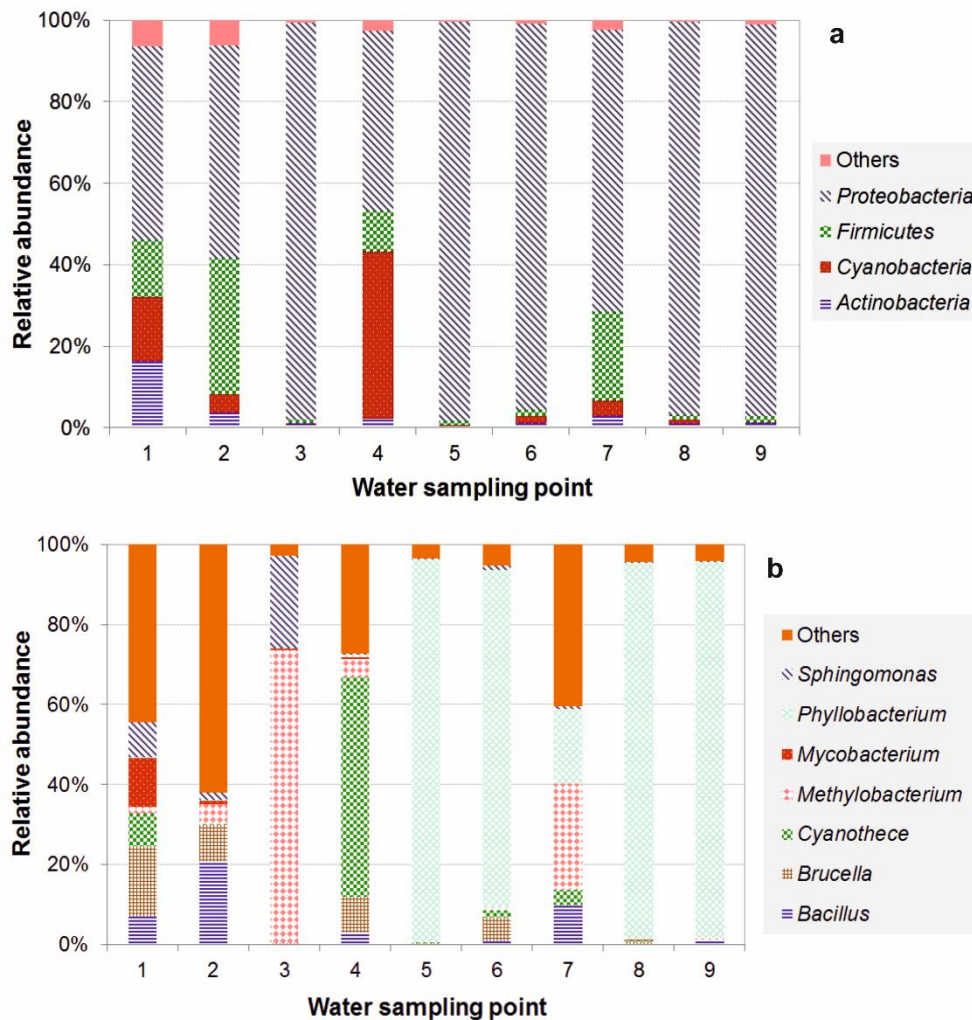 a
Relative abundance
100%
80%
60%
40%
20%
0%
1 2 3 4 5 6 7 8 9
Water sampling point
Others
Proteobacteria
Firmicutes
Cyanobacteria
Actinobacteria
b
Relative abundance
100%
80%
60%
40%
20%
0%
1 2 3 4 5 6 7 8 9
Water sampling point
Others
Sphingomonas
Phyllobacterium
Mycobacterium
Methylobacterium
Cyanothece
Brucella
Bacillus